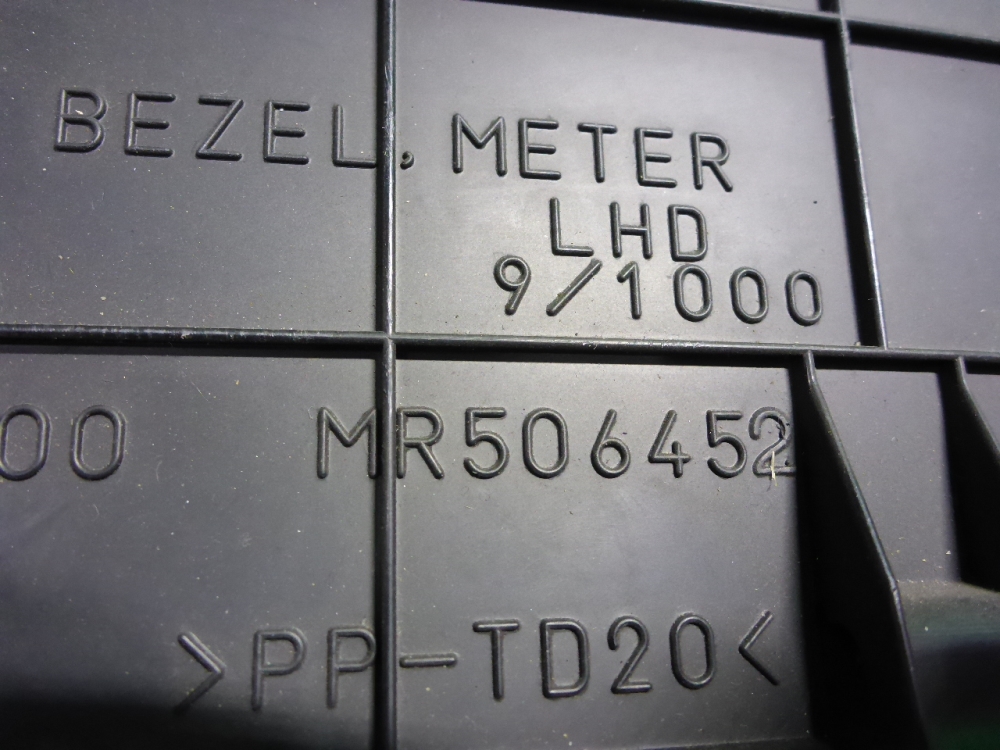 BEZEL, METER
LHD
9/1000
00 MR506452
>PP-TD20<